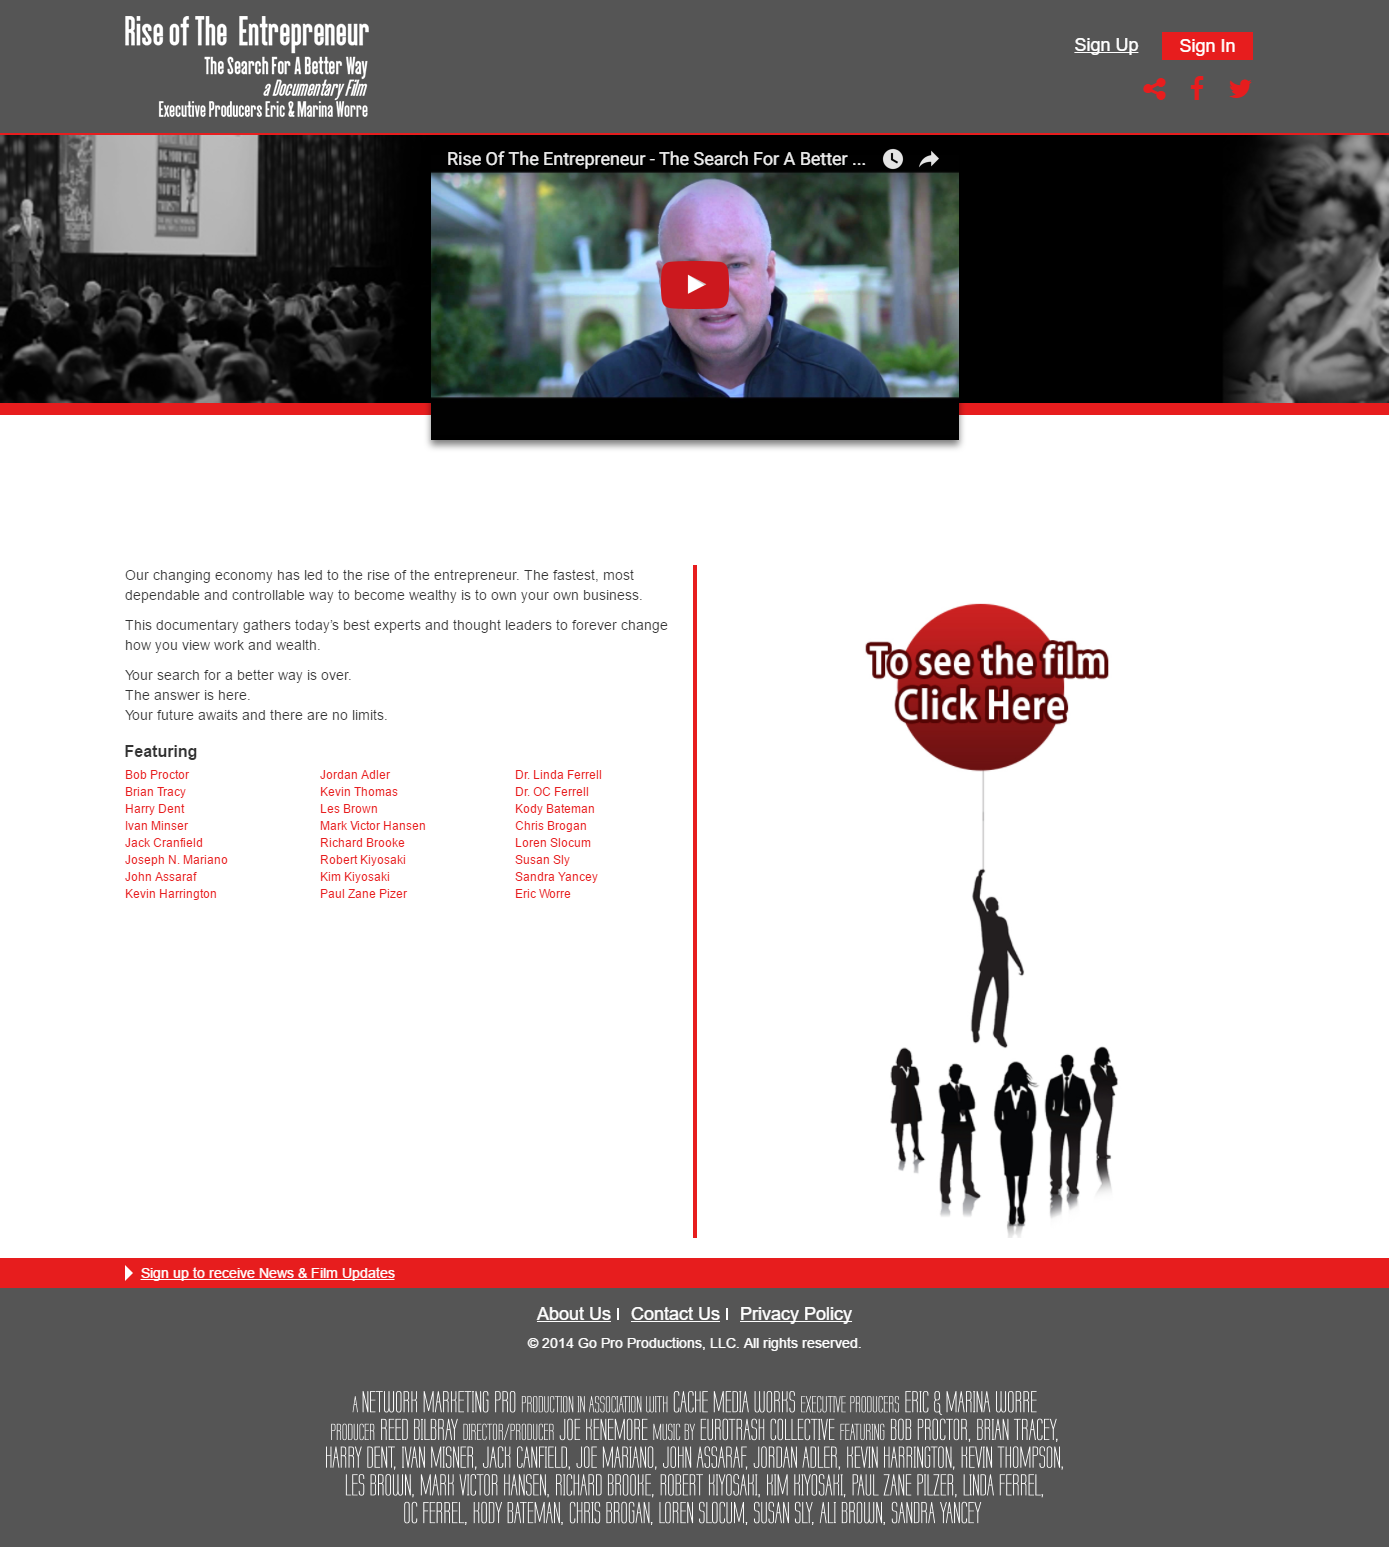 Rise of The Entrepreneur
The Search For A Better Way
a Documentary Film
Executive Producers Eric & Marina Worre
Sign Up
Sign In
Rise Of The Entrepreneur - The Search For A Better ...
Our changing economy has led to the rise of the entrepreneur. The fastest, most
dependable and controllable way to become wealthy is to own your own business.
This documentary gathers today's best experts and thought leaders to forever change
how you view work and wealth.
Your search for a better way is over.
The answer is here.
Your future awaits and there are no limits.
To see the film
Click Here
Featuring
Bob Proctor
Brian Tracy
Harry Dent
Ivan Minser
Jack Cranfield
Joseph N. Mariano
John Assaraf
Kevin Harrington
Jordan Adler
Kevin Thomas
Les Brown
Mark Victor Hansen
Richard Brooke
Robert Kiyosaki
Kim Kiyosaki
Paul Zane Pizer
Dr. Linda Ferrell
Dr. OC Ferrell
Kody Bateman
Chris Brogan
Loren Slocum
Susan Sly
Sandra Yancey
Eric Worre
Sign up to receive News & Film Updates
About Us | Contact Us | Privacy Policy
© 2014 Go Pro Productions, LLC. All rights reserved.
A NETWORK MARKETING PRO PRODUCTION IN ASSOCIATION WITH CACHE MEDIA WORKS EXECUTIVE PRODUCERS ERIC & MARINA WORRE
PRODUCER REED BILBRAY DIRECTOR/PRODUCER JOE KENEMORE MUSIC BY EUROTRASH COLLECTIVE FEATURING BOB PROCTOR, BRIAN TRACEY,
HARRY DENT, IVAN MISNER, JACK CANFIELD, JOE MARIANO, JOHN ASSARAF, JORDAN ADLER, KEVIN HARRINGTON, KEVIN THOMPSON,
LES BROWN, MARK VICTOR HANSEN, RICHARD BROOKE, ROBERT KIYOSAKI, KIM KIYOSAKI, PAUL ZANE PILZER, LINDA FERREL,
OC FERREL, KODY BATEMAN, CHRIS BROGAN, LOREN SLOCUM, SUSAN SLY, ALI BROWN, SANDRA YANCEY